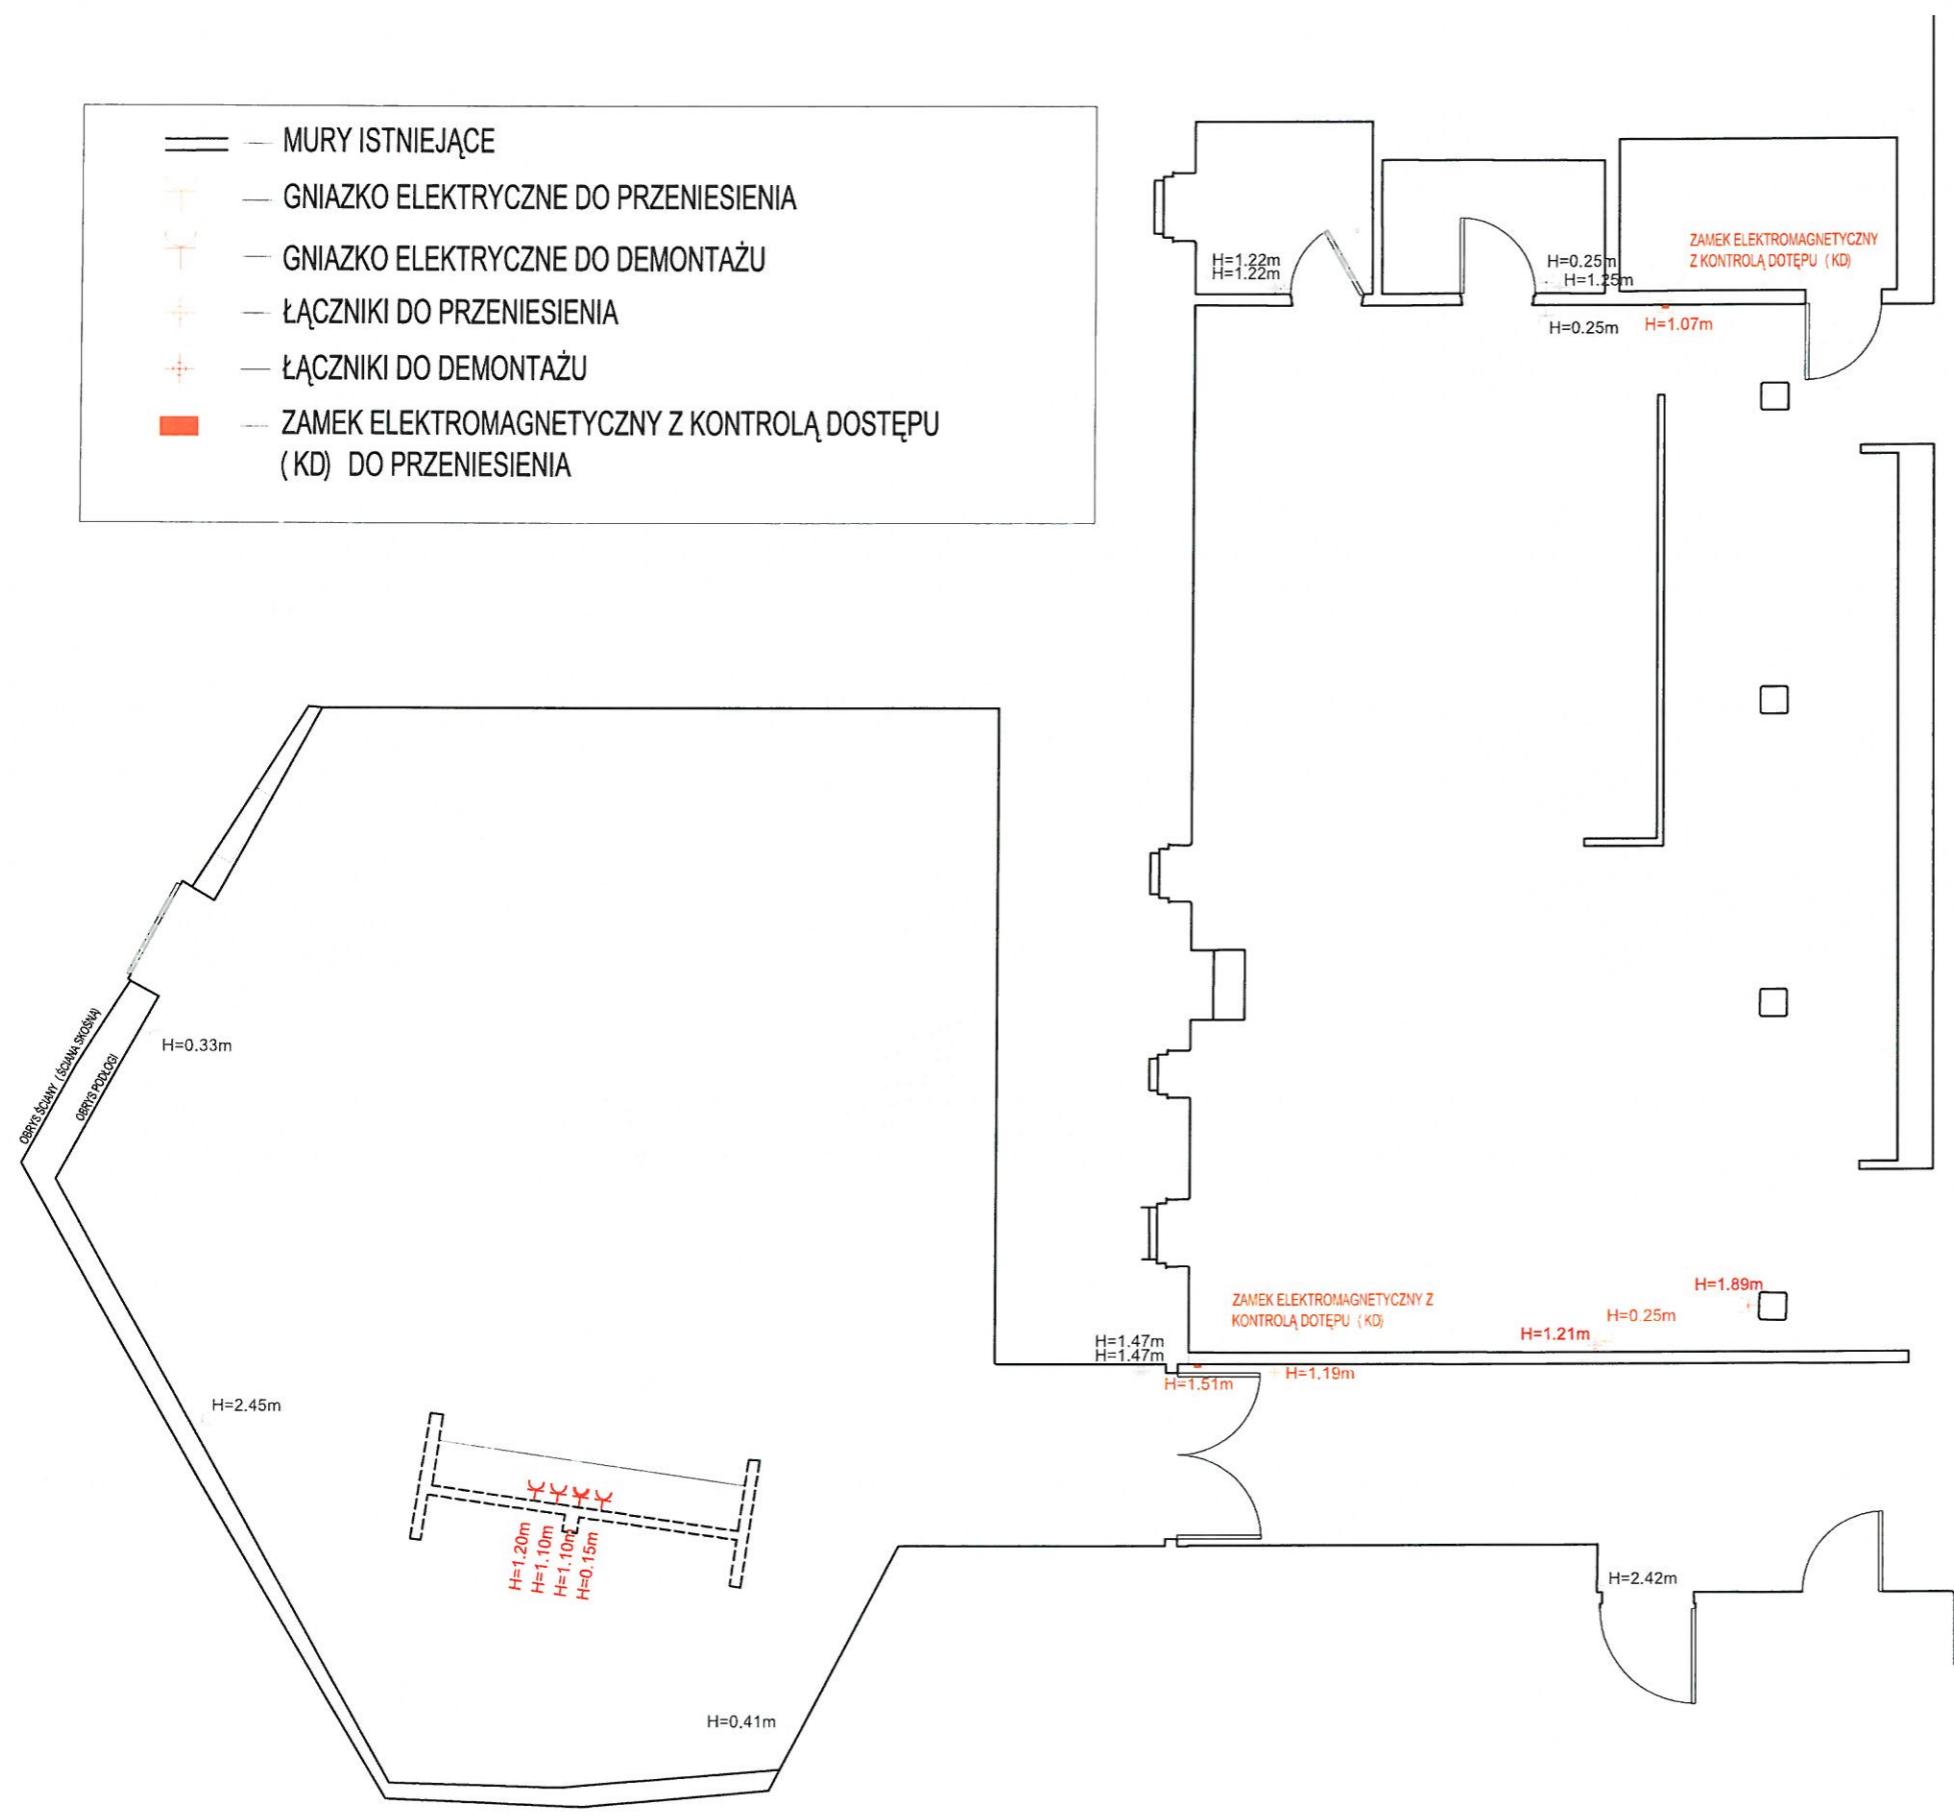 MURY ISTNIEJĄCE
GNIAZKO ELEKTRYCZNE DO PRZENIESIENIA
GNIAZKO ELEKTRYCZNE DO DEMONTAŻU
ŁĄCZNIKI DO PRZENIESIENIA
ŁĄCZNIKI DO DEMONTAŻU
ZAMEK ELEKTROMAGNETYCZNY Z KONTROLĄ DOSTĘPU
( KD) DO PRZENIESIENIA
ZAMEK ELEKTROMAGNETYCZNY
Z KONTROLĄ DOTĘPU ( KD)
H=1.22m
H=1.22m
H=0.25m
H=1.25m
H=0.25m
H=1.07m
OBRYS ŚCIANY ( ŚCIANA SKOŚNA)
OBRYS PODŁOGI
H=0.33m
ZAMEK ELEKTROMAGNETYCZNY Z
KONTROLĄ DOTĘPU ( KD)
H=1.89m
H=0.25m
H=1.21m
H=1.47m
H=1.47m
H=1.51m
H=1.19m
H=2.45m
H=1.20m
H=1.10m
H=1.10m
H=0.15m
H=2.42m
H=0.41m